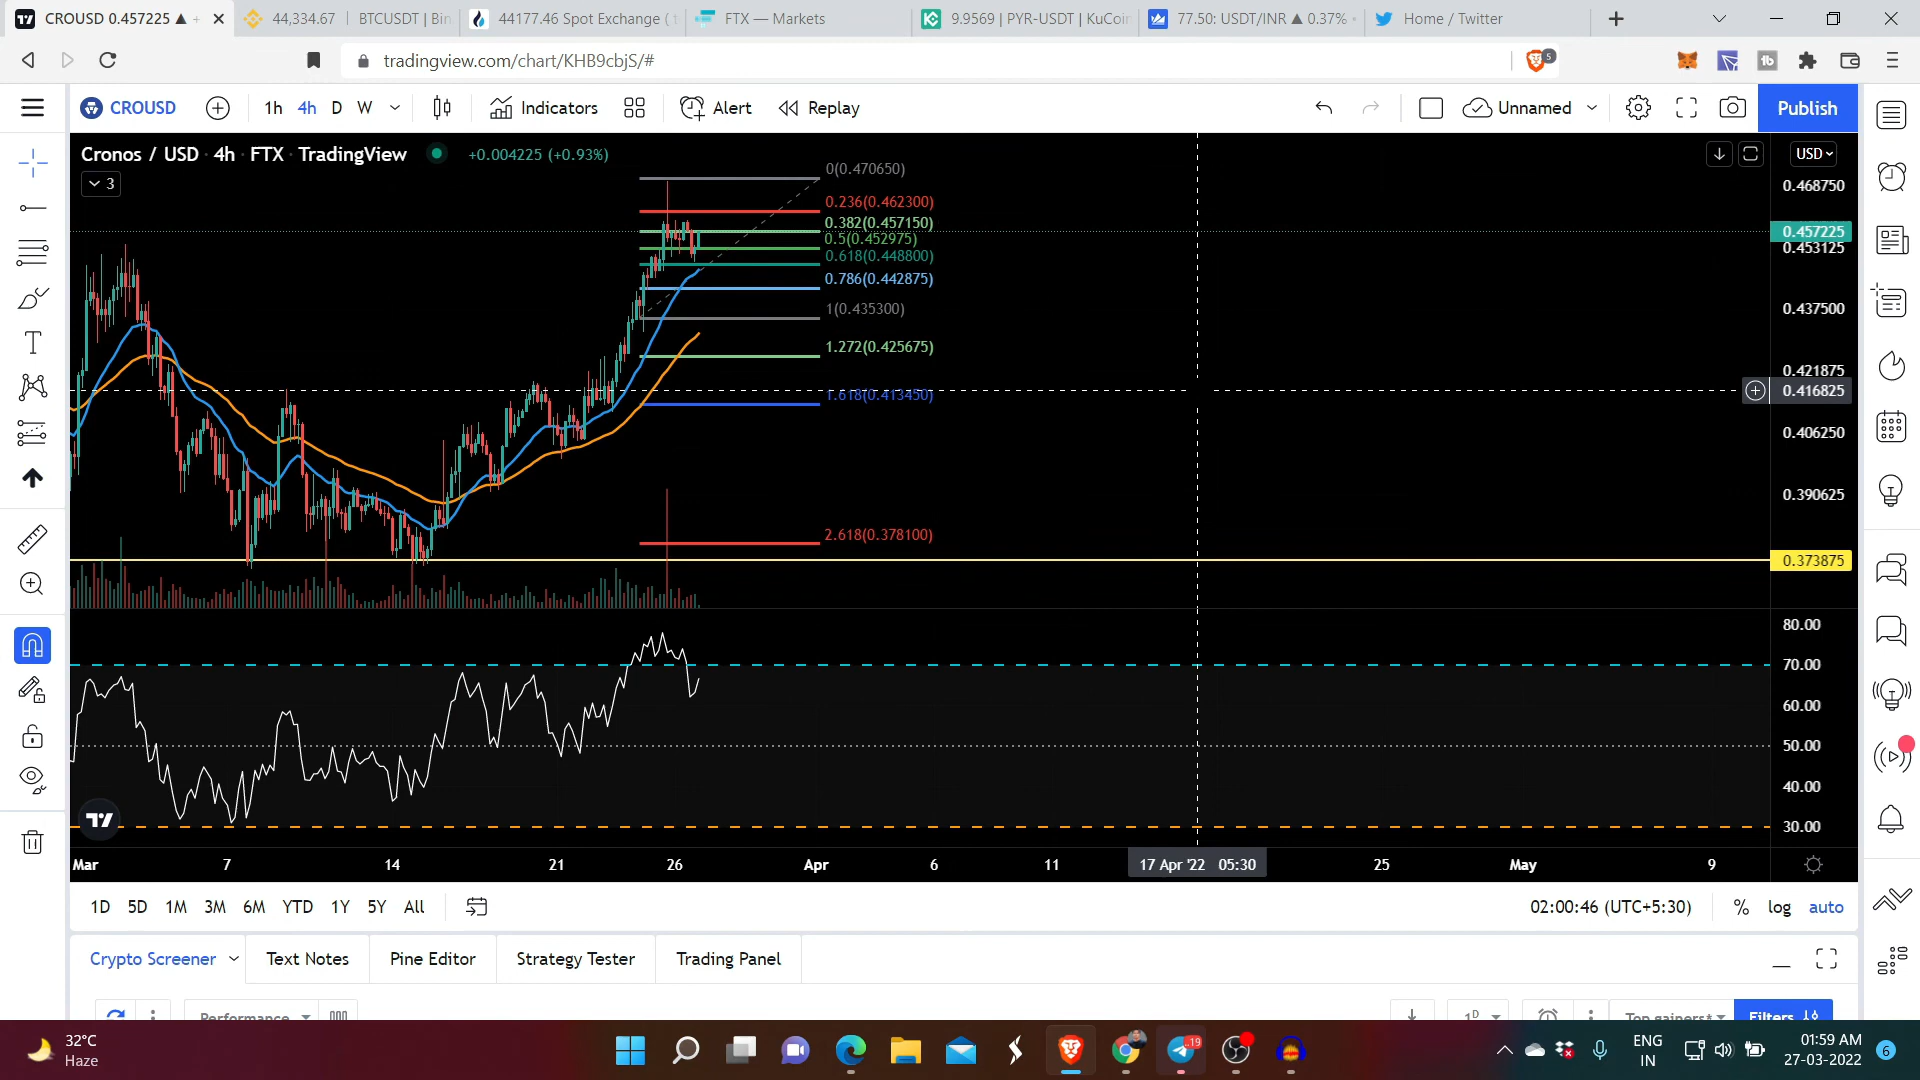 CROUSD 0.457225 ▲ +
44,334.67 | BTCUSDT | Bin
44177.46 Spot Exchange (
FTX — Markets
9.9569 | PYR-USDT | KuCoin
77.50: USDT/INR ▲ 0.37%
Home / Twitter
tradingview.com/chart/KHB9cbjS/#
5
CROUSD
1h 4h D W
Indicators
Alert
Replay
Unnamed
Publish
Cronos / USD · 4h · FTX · TradingView
+0.004225 (+0.93%)
3
USD
0(0.470650)
0.236(0.462300)
0.382(0.457150)
0.5(0.452975)
0.618(0.448800)
0.786(0.442875)
1(0.435300)
1.272(0.425675)
1.618(0.413450)
2.618(0.378100)
0.468750
0.457225
0.453125
0.437500
0.421875
0.416825
0.406250
0.390625
0.373875
80.00
70.00
60.00
50.00
40.00
30.00
Mar 7 14 21 26 Apr 6 11 17 Apr '22 05:30 25 May 9
1D 5D 1M 3M 6M YTD 1Y 5Y All
02:00:46 (UTC+5:30)
% log auto
Crypto Screener
Text Notes
Pine Editor
Strategy Tester
Trading Panel
Performance
1D
Top gainers*
Filters
32°C
Haze
19
ENG
IN
01:59 AM
27-03-2022
6